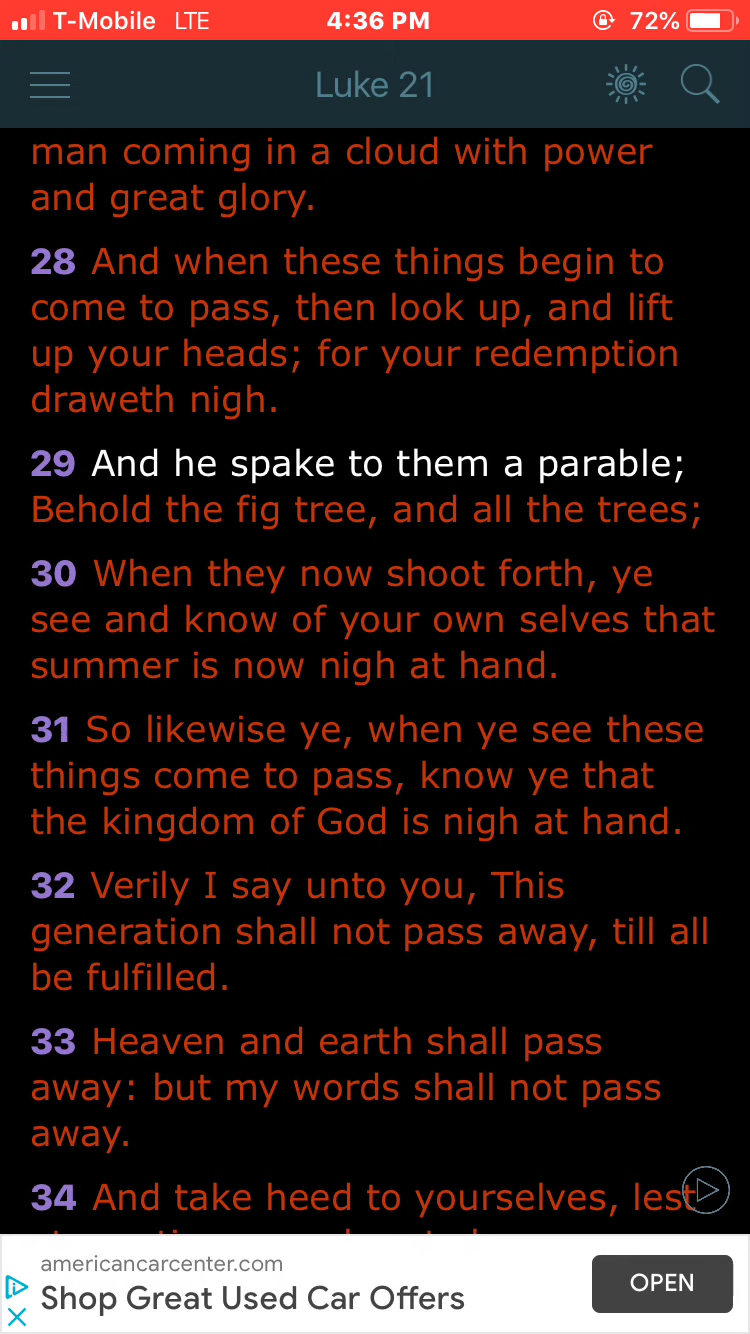 T-Mobile LTE 4:36 PM 72%
Luke 21
man coming in a cloud with power
and great glory.
28 And when these things begin to
come to pass, then look up, and lift
up your heads; for your redemption
draweth nigh.
29 And he spake to them a parable;
Behold the fig tree, and all the trees;
30 When they now shoot forth, ye
see and know of your own selves that
summer is now nigh at hand.
31 So likewise ye, when ye see these
things come to pass, know ye that
the kingdom of God is nigh at hand.
32 Verily I say unto you, This
generation shall not pass away, till all
be fulfilled.
33 Heaven and earth shall pass
away: but my words shall not pass
away.
34 And take heed to yourselves, lest
americancarcenter.com
Shop Great Used Car Offers
OPEN